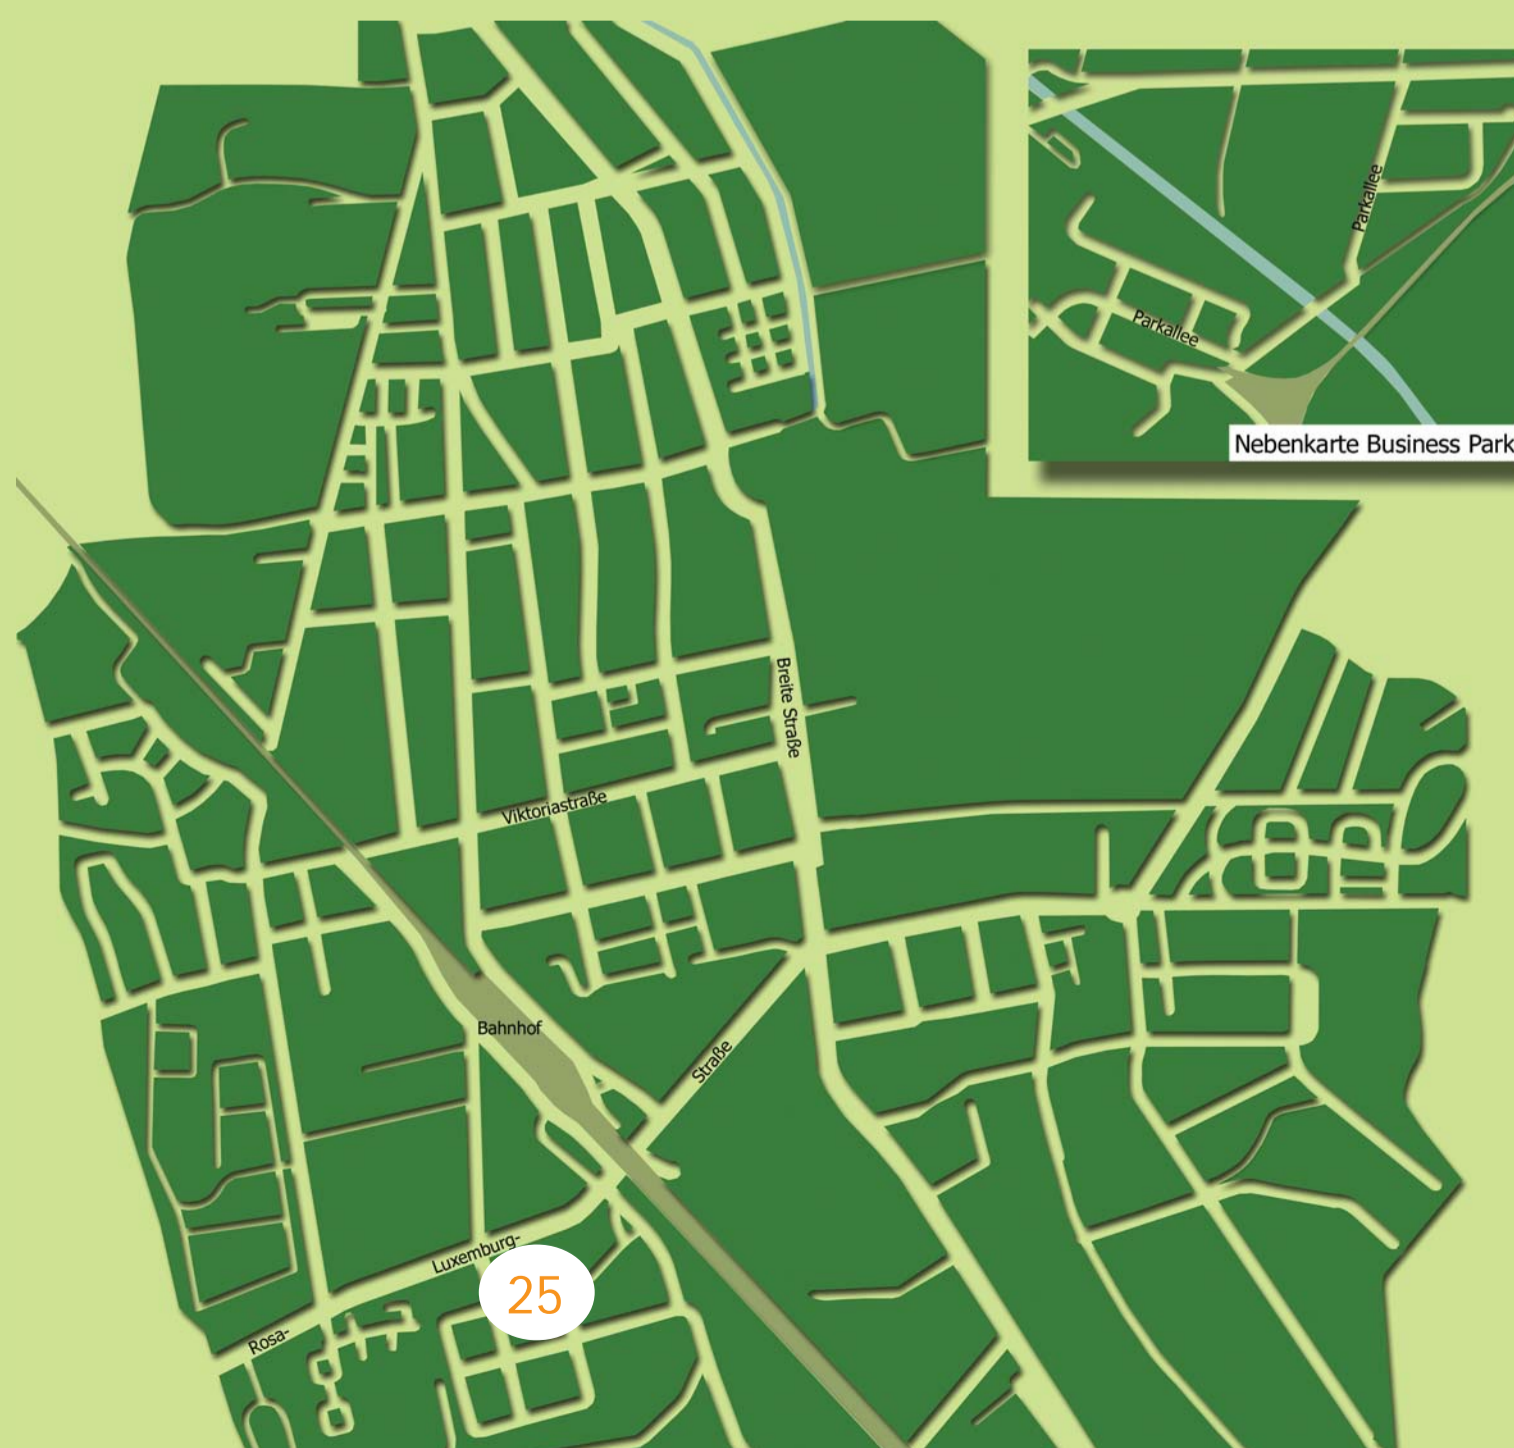 Parkallee
Parkallee
Nebenkarte Business Park
Breite Straße
Viktoriastraße
Bahnhof
Straße
Luxemburg-
25
Rosa-